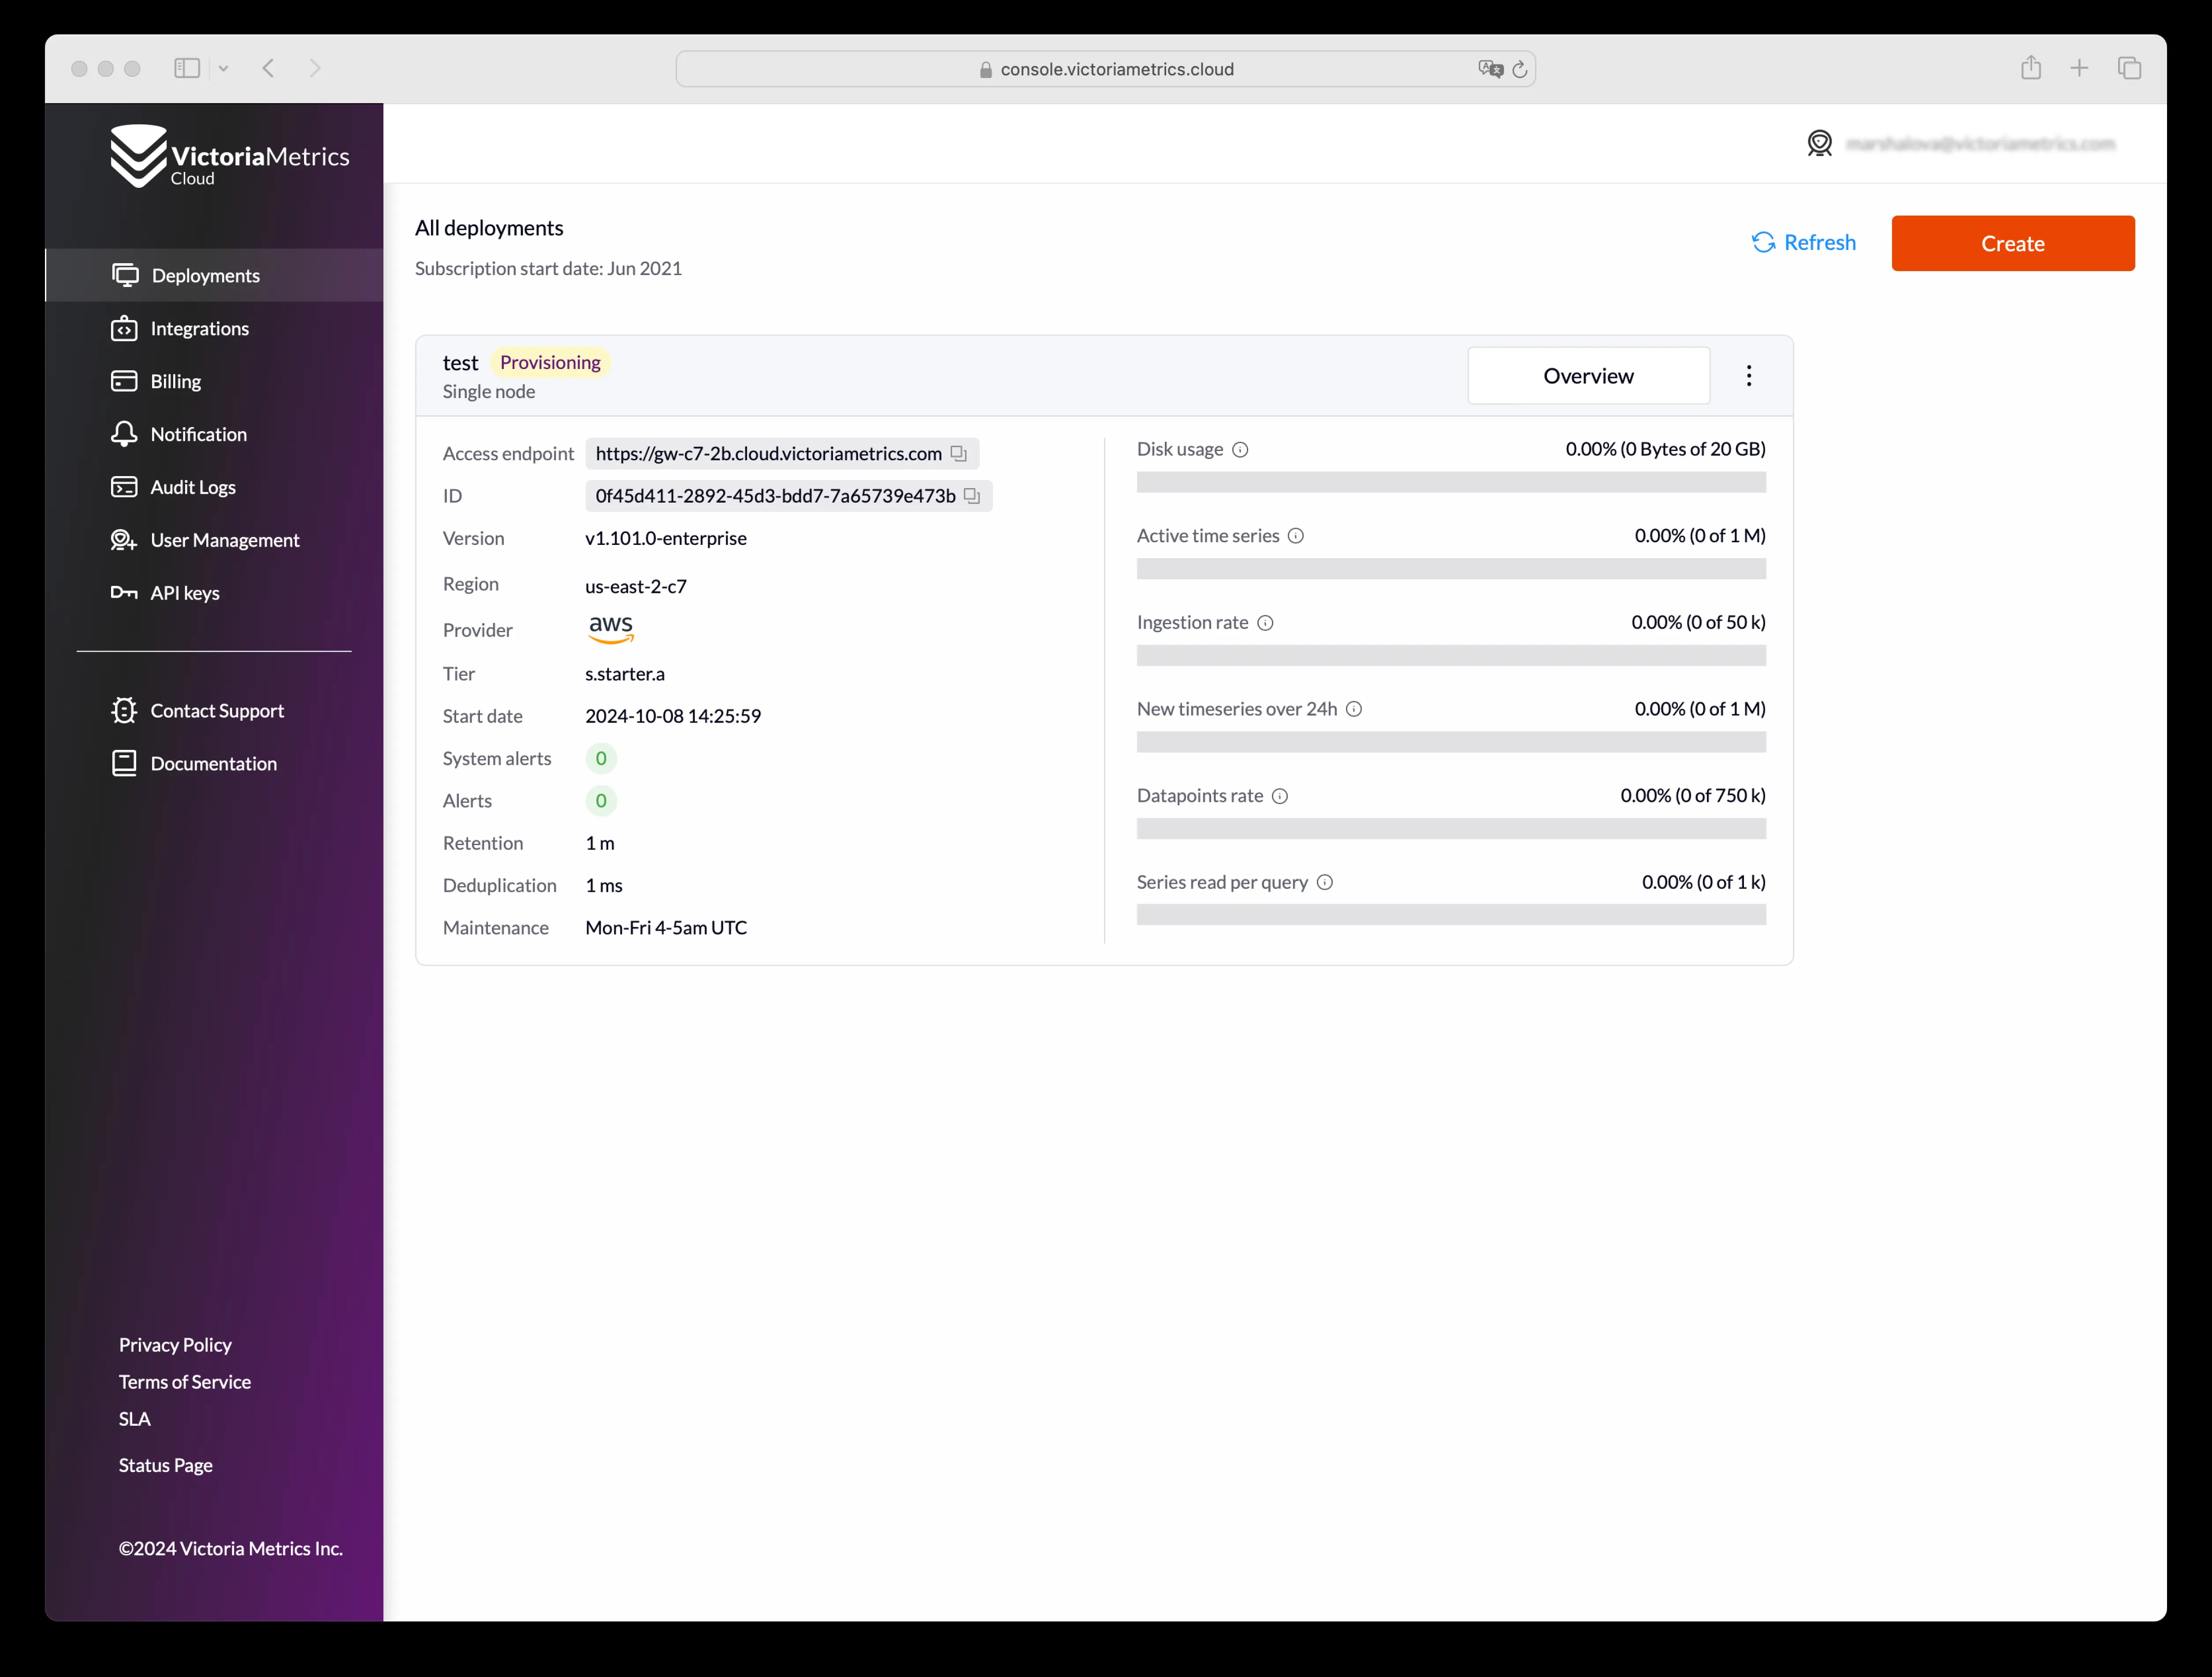 console.victoriametrics.cloud
VictoriaMetrics
Cloud
Deployments
Integrations
Billing
Notification
Audit Logs
User Management
API keys
Contact Support
Documentation
Privacy Policy
Terms of Service
SLA
Status Page
©2024 Victoria Metrics Inc.
All deployments
Subscription start date: Jun 2021
Refresh
Create
test Provisioning
Single node
Overview
Access endpoint https://gw-c7-2b.cloud.victoriametrics.com
ID 0f45d411-2892-45d3-bdd7-7a65739e473b
Version v1.101.0-enterprise
Region us-east-2-c7
Provider aws
Tier s.starter.a
Start date 2024-10-08 14:25:59
System alerts 0
Alerts 0
Retention 1 m
Deduplication 1 ms
Maintenance Mon-Fri 4-5am UTC
Disk usage 0.00% (0 Bytes of 20 GB)
Active time series 0.00% (0 of 1 M)
Ingestion rate 0.00% (0 of 50 k)
New timeseries over 24h 0.00% (0 of 1 M)
Datapoints rate 0.00% (0 of 750 k)
Series read per query 0.00% (0 of 1 k)